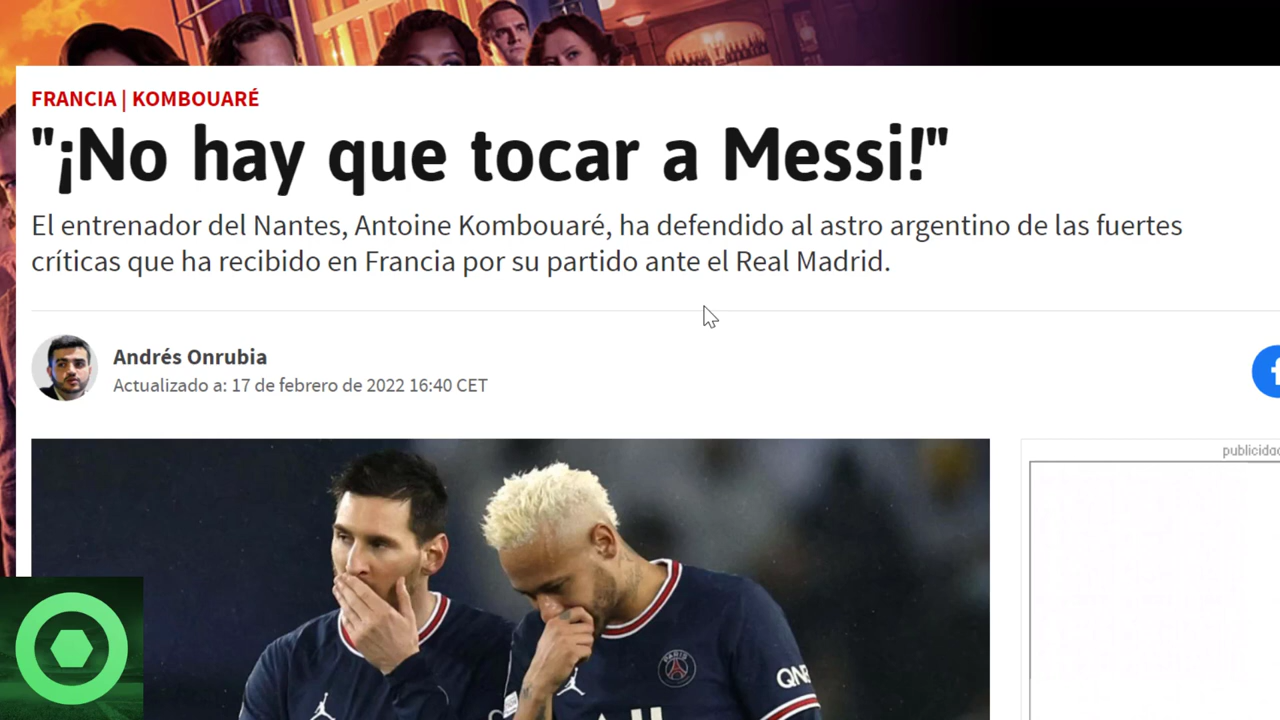 FRANCIA | KOMBOUARÉ
"¡No hay que tocar a Messi!"
El entrenador del Nantes, Antoine Kombouaré, ha defendido al astro argentino de las fuertes
críticas que ha recibido en Francia por su partido ante el Real Madrid.
Andrés Onrubia
Actualizado a: 17 de febrero de 2022 16:40 CET
publicidad
PARIS
QNB